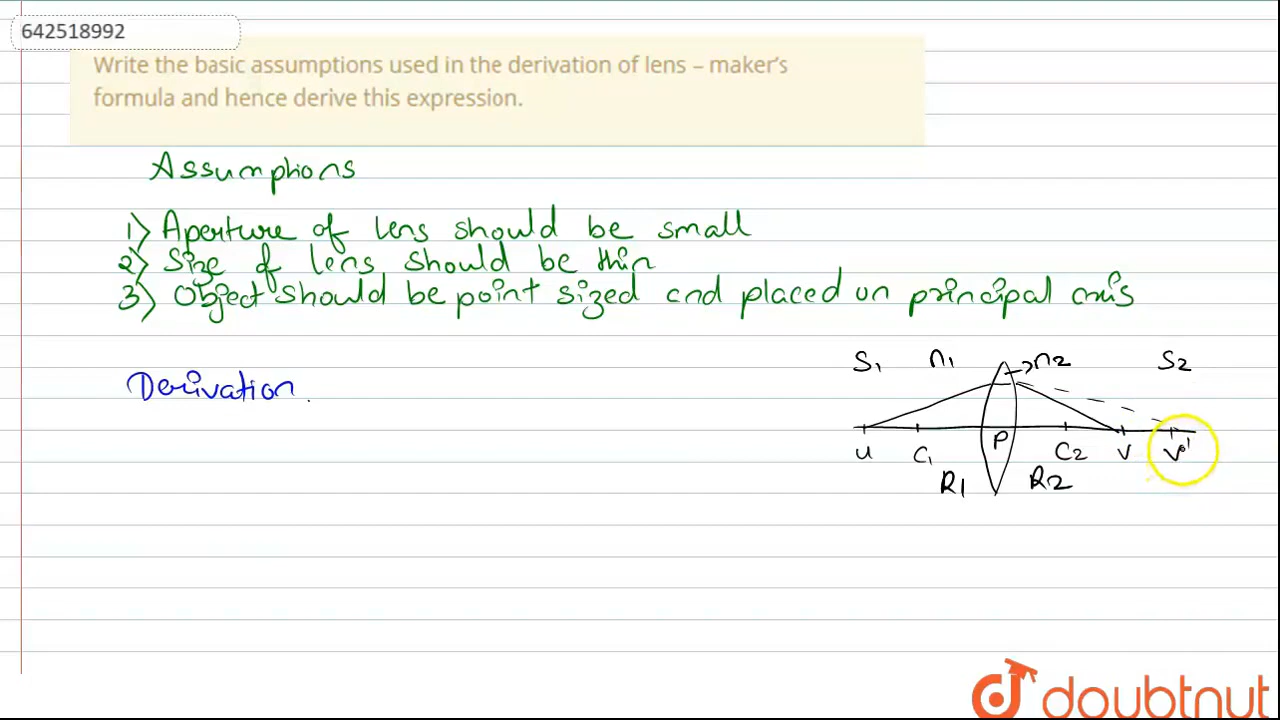 642518992
Write the basic assumptions used in the derivation of lens – maker's
formula and hence derive this expression.
Assumptions
1) Aperture of lens should be small
2) Size of lens should be thin
3) Object should be point sized and placed on principal axis
S1 n1 n2 S2
Derivation.
u C1 P C2 v v'
R1 R2
doubtnut